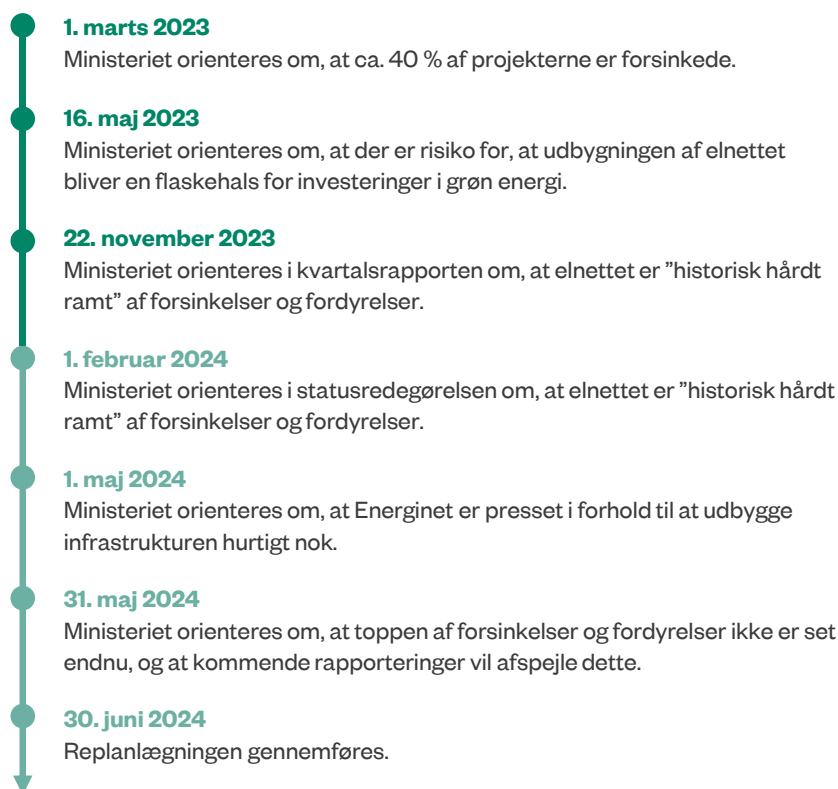 1. marts 2023
Ministeriet orienteres om, at ca. 40 % af projekterne er forsinkede.
16. maj 2023
Ministeriet orienteres om, at der er risiko for, at udbygningen af elnettet
bliver en flaskehals for investeringer i grøn energi.
22. november 2023
Ministeriet orienteres i kvartalsrapporten om, at elnettet er ”historisk hårdt
ramt” af forsinkelser og fordyrelser.
1. februar 2024
Ministeriet orienteres i statusredegørelsen om, at elnettet er ”historisk hårdt
ramt” af forsinkelser og fordyrelser.
1. maj 2024
Ministeriet orienteres om, at Energinet er presset i forhold til at udbygge
infrastrukturen hurtigt nok.
31. maj 2024
Ministeriet orienteres om, at toppen af forsinkelser og fordyrelser ikke er set
endnu, og at kommende rapporteringer vil afspejle dette.
30. juni 2024
Replanlægningen gennemføres.